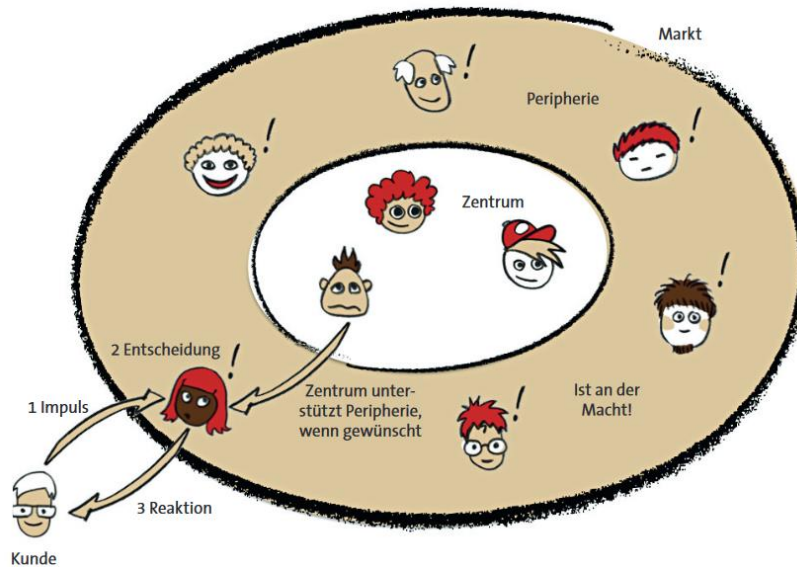 Markt
Peripherie
Zentrum
2 Entscheidung
1 Impuls
Zentrum unter-
stützt Peripherie,
wenn gewünscht
Ist an der
Macht!
3 Reaktion
Kunde